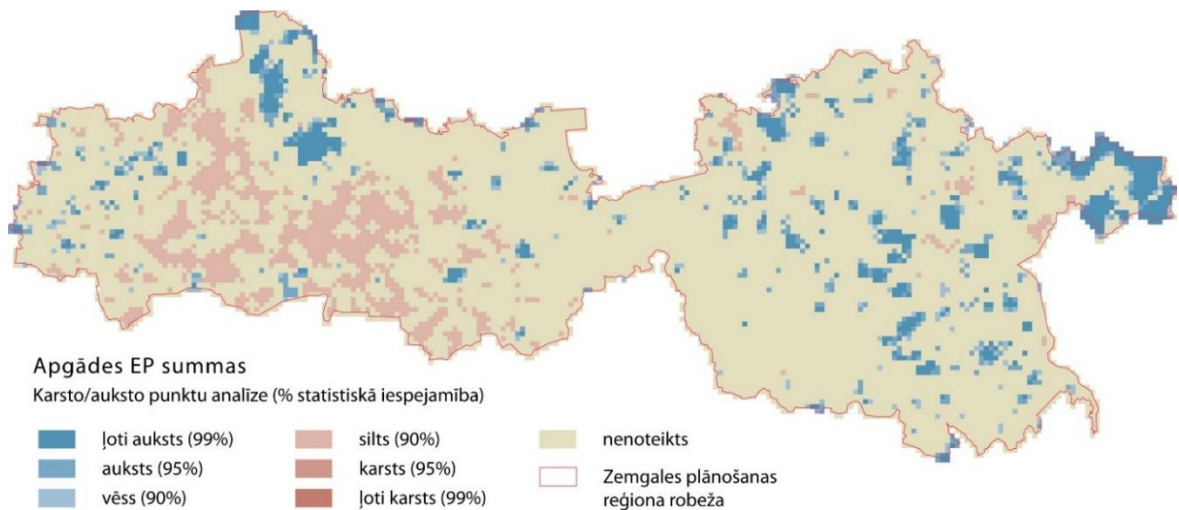 Apgādes EP summas
Karsto/auksto punktu analīze (% statistiskā iespejamība)
ļoti auksts (99%)
auksts (95%)
vēss (90%)
silts (90%)
karsts (95%)
ļoti karsts (99%)
nenoteikts
Zemgales plānošanas
reģiona robeža